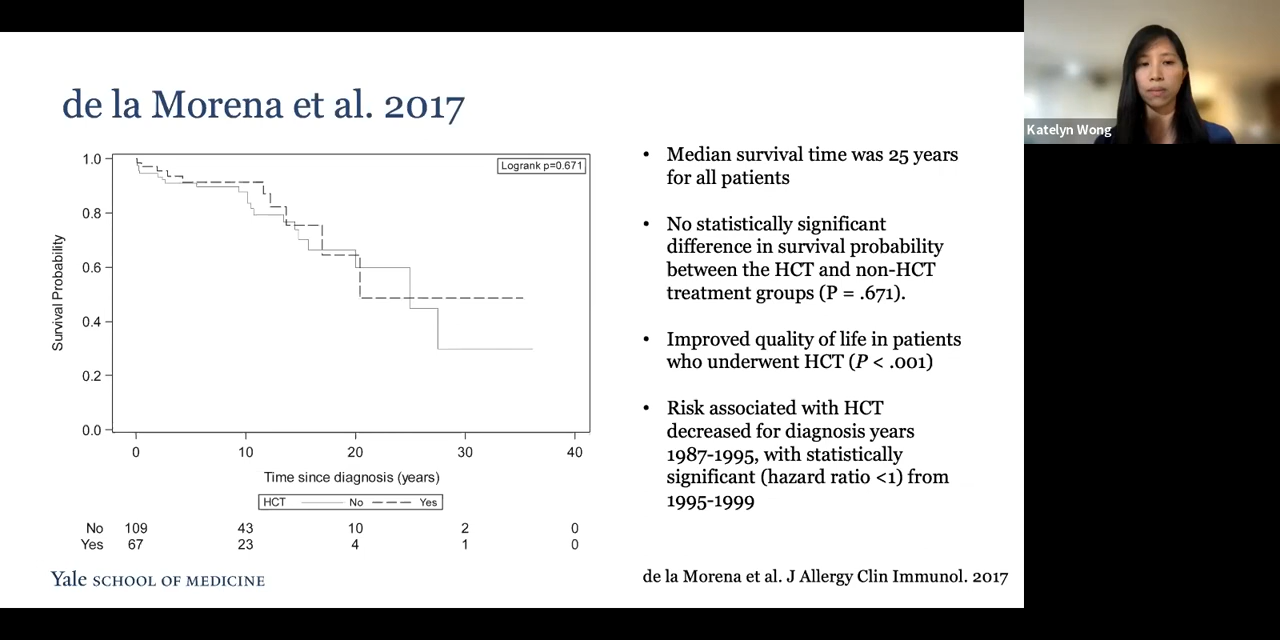 de la Morena et al. 2017
Katelyn Wong
1.0
0.8
0.6
0.4
0.2
0.0
Survival Probability
Logrank p=0.671
0 10 20 30 40
Time since diagnosis (years)
HCT No Yes
No 109 43 10 2 0
Yes 67 23 4 1 0
• Median survival time was 25 years
for all patients
• No statistically significant
difference in survival probability
between the HCT and non-HCT
treatment groups (P = .671).
• Improved quality of life in patients
who underwent HCT (P < .001)
• Risk associated with HCT
decreased for diagnosis years
1987-1995, with statistically
significant (hazard ratio <1) from
1995-1999
Yale SCHOOL OF MEDICINE
de la Morena et al. J Allergy Clin Immunol. 2017